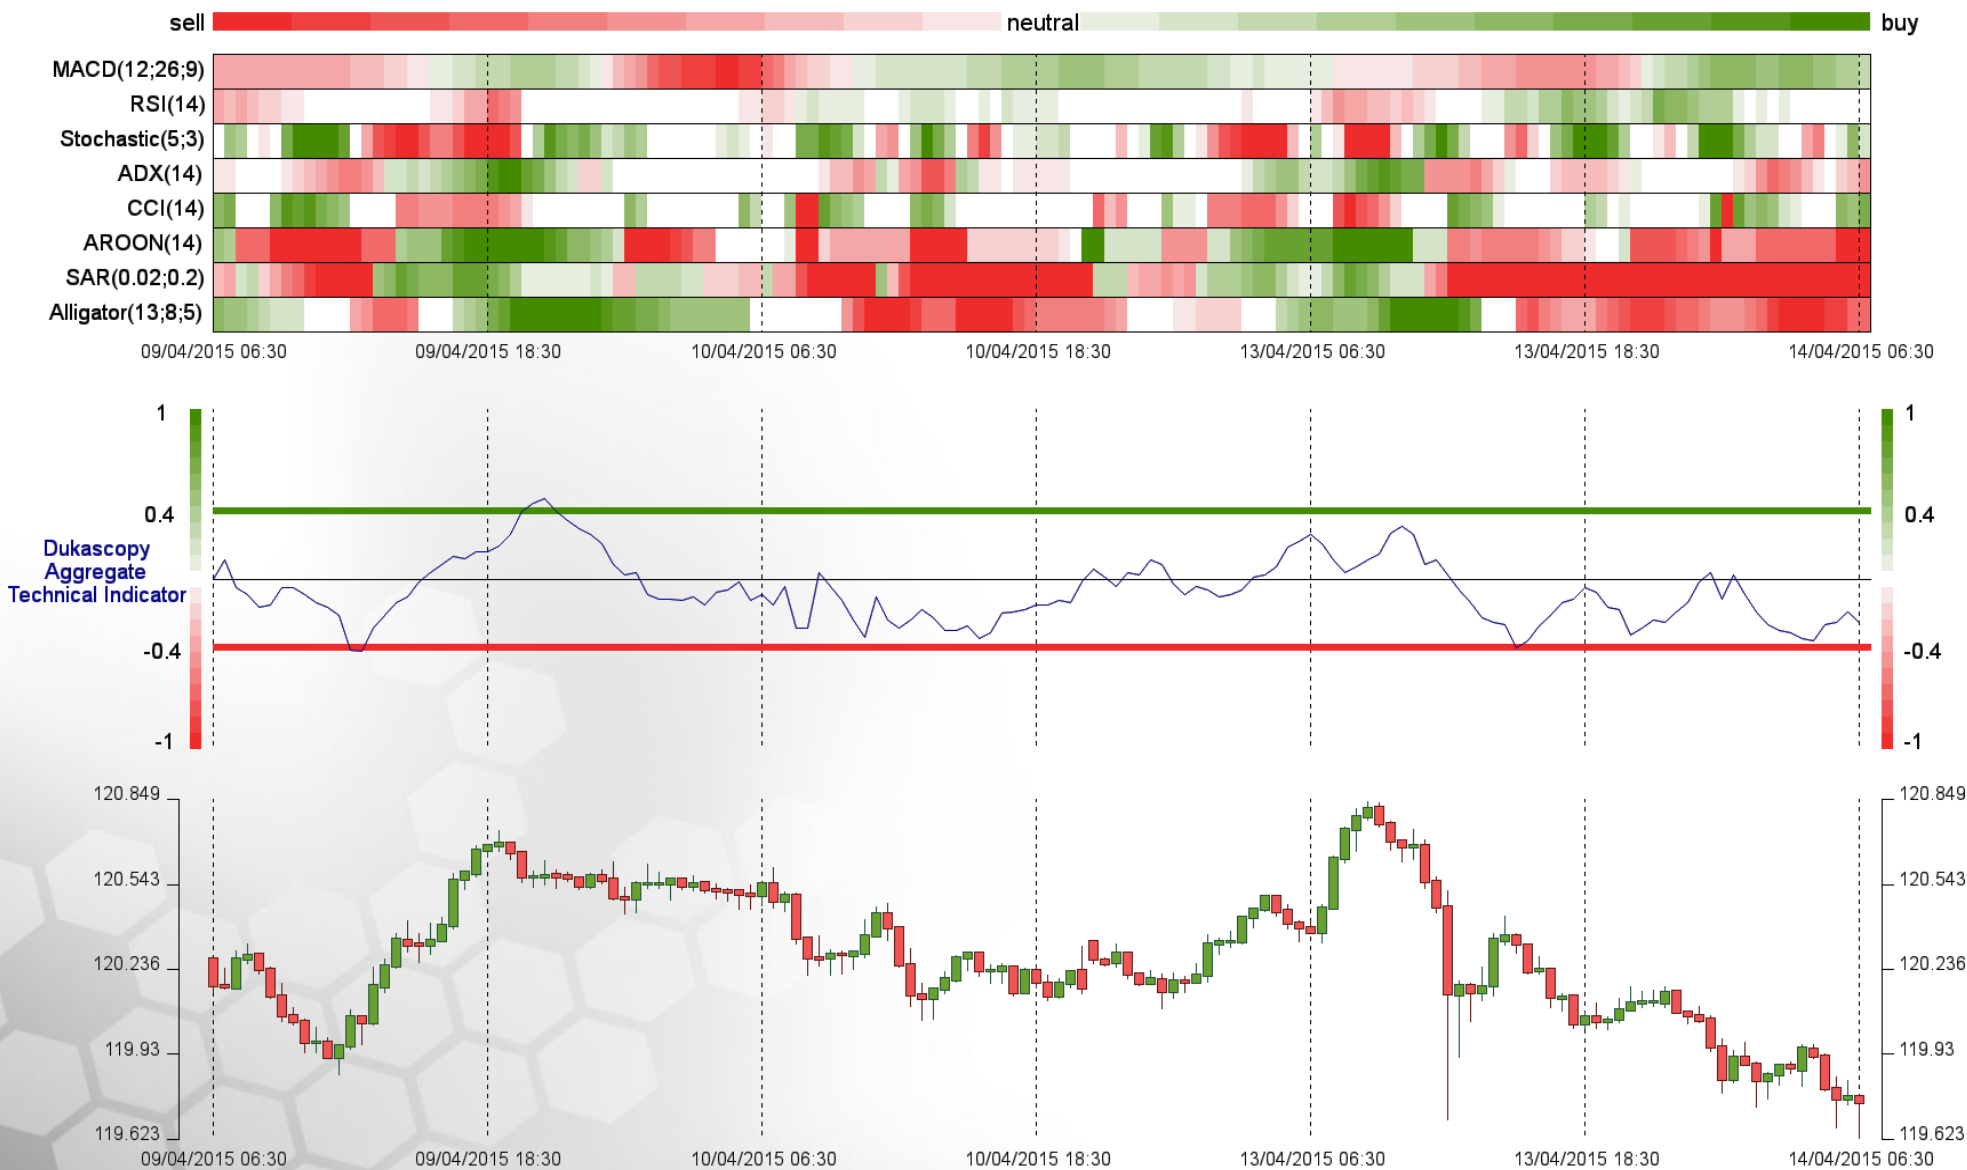 sell neutral buy
MACD(12;26;9)
RSI(14)
Stochastic(5;3)
ADX(14)
CCI(14)
AROON(14)
SAR(0.02;0.2)
Alligator(13;8;5)
09/04/2015 06:30 09/04/2015 18:30 10/04/2015 06:30 10/04/2015 18:30 13/04/2015 06:30 13/04/2015 18:30 14/04/2015 06:30
1 1
0.4 0.4
Dukascopy
Aggregate
Technical Indicator
-0.4 -0.4
-1 -1
120.849 120.849
120.543 120.543
120.236 120.236
119.93 119.93
119.623 119.623
09/04/2015 06:30 09/04/2015 18:30 10/04/2015 06:30 10/04/2015 18:30 13/04/2015 06:30 13/04/2015 18:30 14/04/2015 06:30